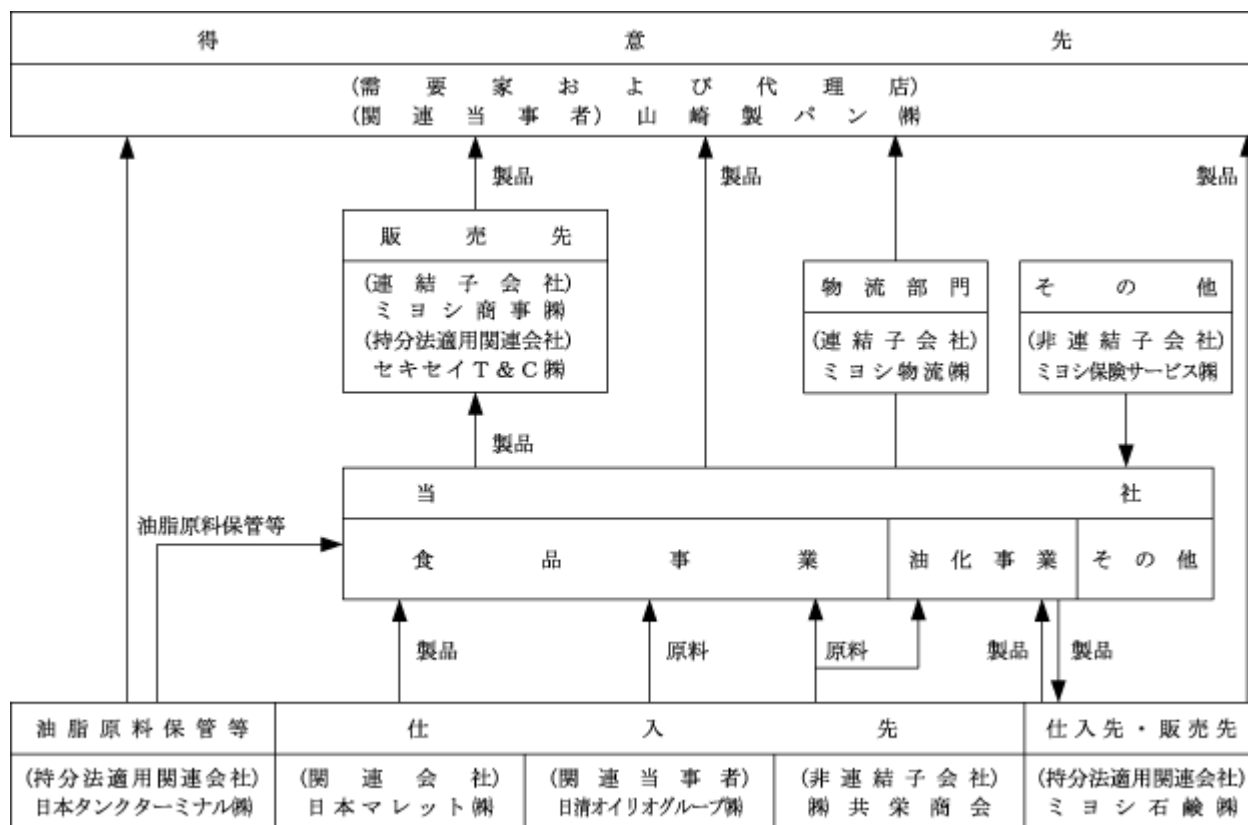 得意先
(需要家および代理店)
(関連当事者)山崎製パン㈱
製品
製品
製品
販売先
(連結子会社)
ミヨシ商事㈱
(持分法適用関連会社)
セキセイT&C㈱
物流部門
(連結子会社)
ミヨシ物流㈱
その他
(非連結子会社)
ミヨシ保険サービス㈱
製品
当社
油脂原料保管等
食品事業
油化事業
その他
製品
原料
原料
製品
製品
油脂原料保管等
仕入先
仕入先・販売先
(持分法適用関連会社)
日本タンクターミナル㈱
(関連会社)
日本マレット㈱
(関連当事者)
日清オイリオグループ㈱
(非連結子会社)
㈱共栄商会
(持分法適用関連会社)
ミヨシ石鹸㈱